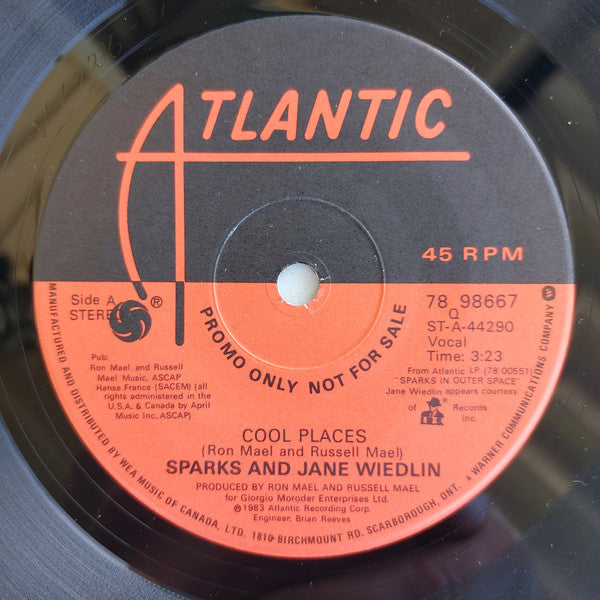 ATLANTIC
45 RPM
Side A
STEREO
®
78 98667
Q
ST-A-44290
Vocal
Time: 3:23
PROMO ONLY NOT FOR SALE
Pub:
Ron Mael and Russell
Mael Music, ASCAP
Hansa France (SACEM) (all
rights administered in the
U.S.A. & Canada by April
Music Inc.,ASCAP)
From Atlantic LP (78 00551)
"SPARKS IN OUTER SPACE"
Jane Wiedlin appears courtesy
of IRS Records
Inc.
COOL PLACES
(Ron Mael and Russell Mael)
SPARKS AND JANE WIEDLIN
PRODUCED BY RON MAEL AND RUSSELL MAEL
for Giorgio Moroder Enterprises Ltd.
℗1983 Atlantic Recording Corp.
Engineer: Brian Reeves
MANUFACTURED AND DISTRIBUTED BY WEA MUSIC OF CANADA, LTD. 1810 BIRCHMOUNT RD. SCARBOROUGH, ONT. A WARNER COMMUNICATIONS COMPANY